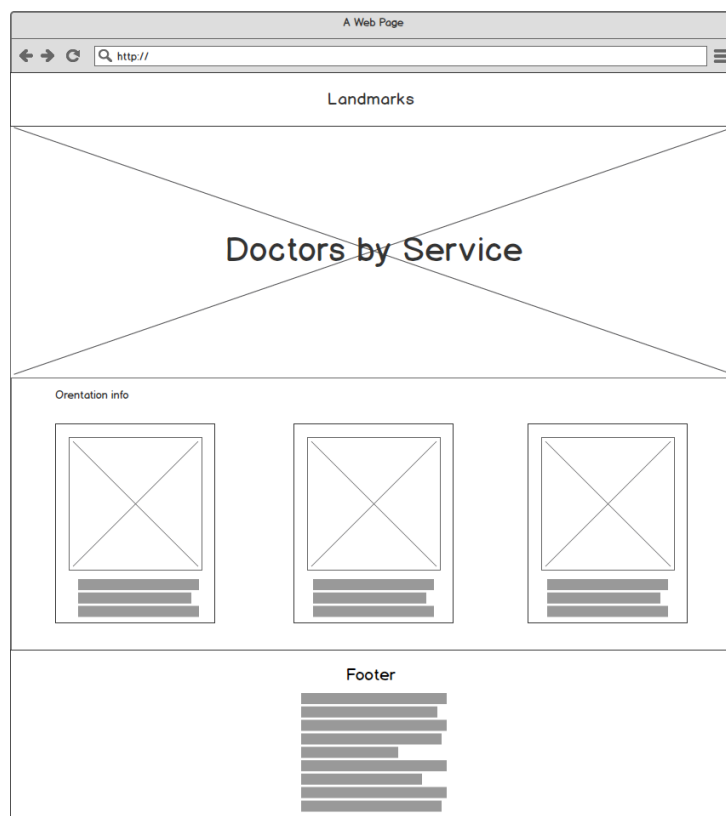 A Web Page
http://
Landmarks
Doctors by Service
Orentation info
Footer